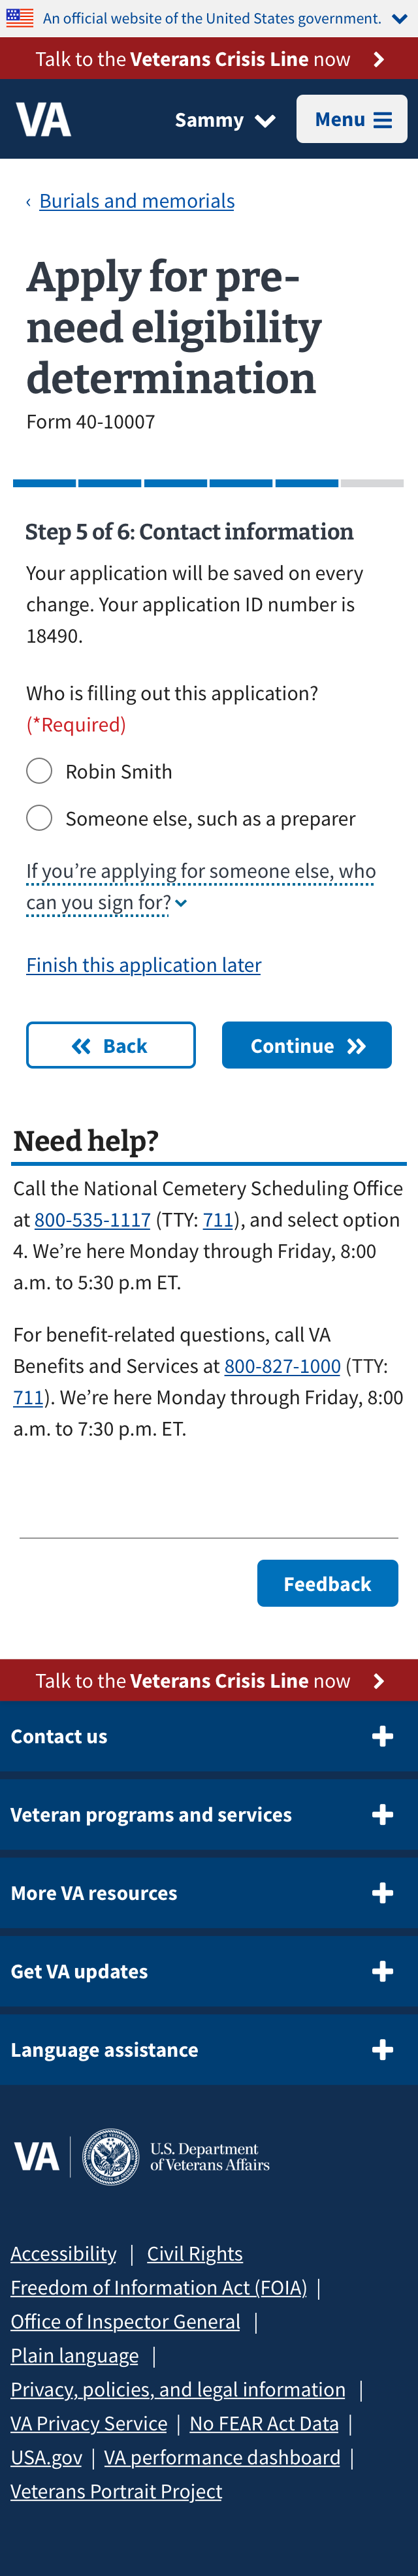 An official website of the United States government.
Talk to the Veterans Crisis Line now
VA
Sammy
Menu
‹ Burials and memorials
Apply for pre-
need eligibility
determination
Form 40-10007
Step 5 of 6: Contact information
Your application will be saved on every
change. Your application ID number is
18490.
Who is filling out this application?
(*Required)
Robin Smith
Someone else, such as a preparer
If you’re applying for someone else, who
can you sign for?
Finish this application later
Back
Continue
Need help?
Call the National Cemetery Scheduling Office
at 800-535-1117 (TTY: 711), and select option
4. We’re here Monday through Friday, 8:00
a.m. to 5:30 p.m ET.
For benefit-related questions, call VA
Benefits and Services at 800-827-1000 (TTY:
711). We’re here Monday through Friday, 8:00
a.m. to 7:30 p.m. ET.
Feedback
Talk to the Veterans Crisis Line now
Contact us
Veteran programs and services
More VA resources
Get VA updates
Language assistance
VA
U.S. Department
of Veterans Affairs
Accessibility | Civil Rights
Freedom of Information Act (FOIA) |
Office of Inspector General |
Plain language |
Privacy, policies, and legal information |
VA Privacy Service | No FEAR Act Data |
USA.gov | VA performance dashboard |
Veterans Portrait Project